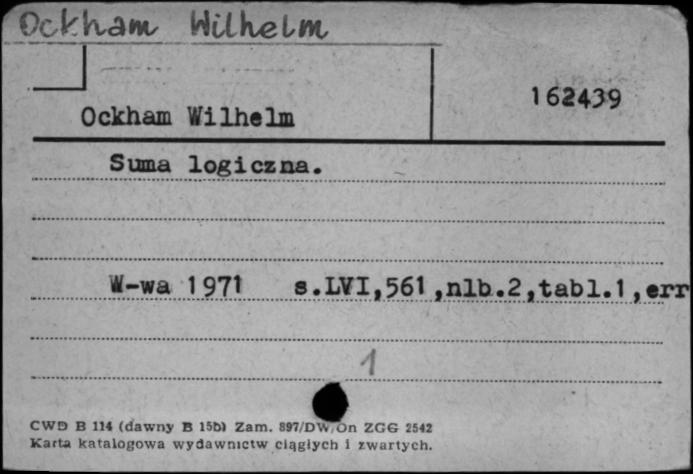 Ockham Wilhelm
162439
Ockham Wilhelm
Suma logiczna.
W-wa 1971 s.LVI,561,nlb.2,tabl.1,err
1
CWD B 114 (dawny B 15b) Zam. 897/DW/On ZGG 2542
Karta katalogowa wydawnictw ciągłych i zwartych.